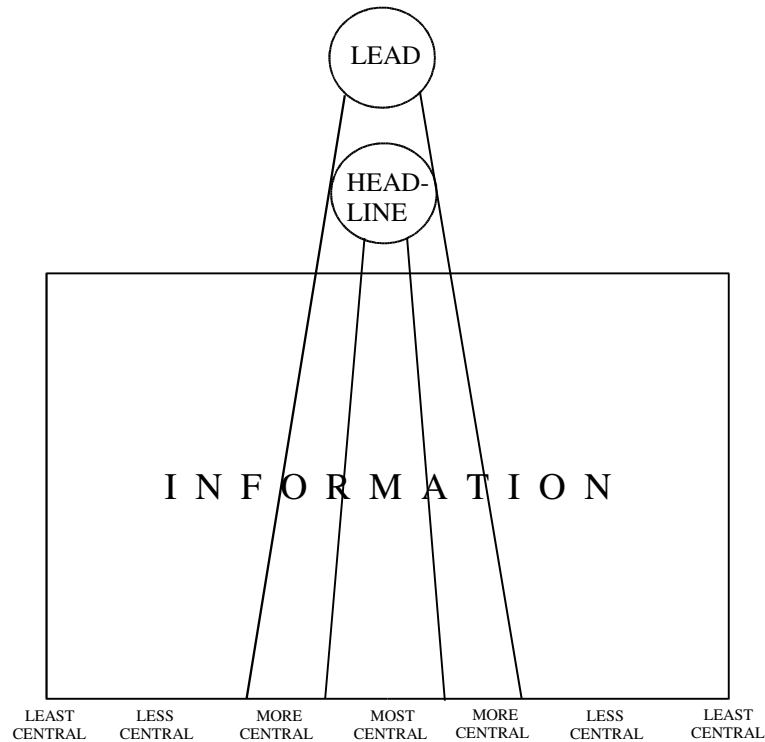 LEAD
HEAD-
LINE
I N F O R M A T I O N
LEAST CENTRAL
LESS CENTRAL
MORE CENTRAL
MOST CENTRAL
MORE CENTRAL
LESS CENTRAL
LEAST CENTRAL